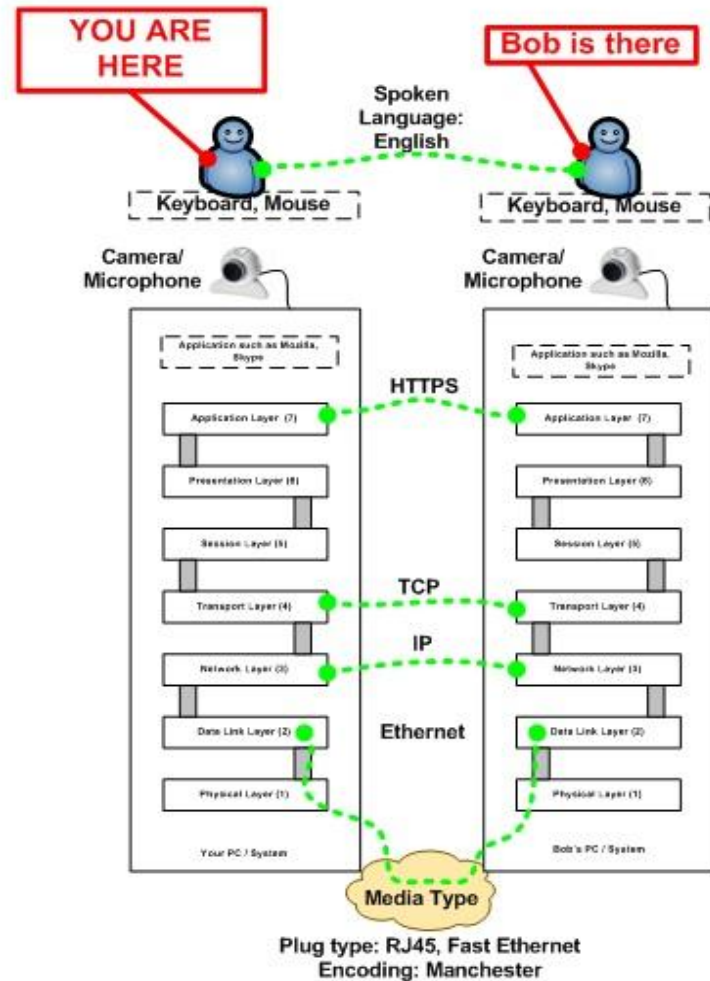 YOU ARE
HERE
Bob is there
Spoken
Language:
English
Keyboard, Mouse
Keyboard, Mouse
Camera/
Microphone
Camera/
Microphone
Application such as Mozilla,
Skype
Application such as Mozilla,
Skype
HTTPS
Application Layer (7)
Application Layer (7)
Presentation Layer (6)
Presentation Layer (6)
Session Layer (5)
Session Layer (5)
TCP
Transport Layer (4)
Transport Layer (4)
IP
Network Layer (3)
Network Layer (3)
Data Link Layer (2)
Ethernet
Data Link Layer (2)
Physical Layer (1)
Physical Layer (1)
Your PC / System
Bob's PC / System
Media Type
Plug type: RJ45, Fast Ethernet
Encoding: Manchester